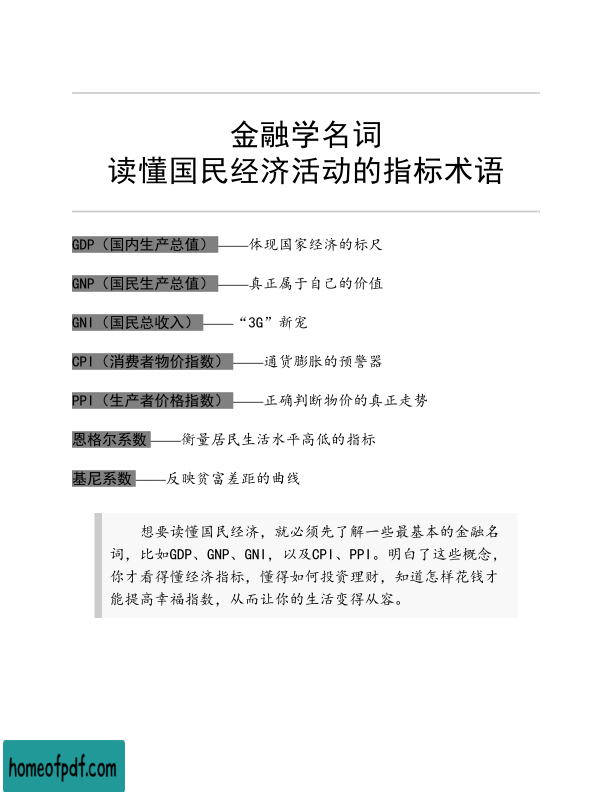 金融学名词
读懂国民经济活动的指标术语
GDP（国内生产总值）——体现国家经济的标尺
GNP（国民生产总值）——真正属于自己的价值
GNI（国民总收入）——“3G”新宠
CPI（消费者物价指数）——通货膨胀的预警器
PPI（生产者价格指数）——正确判断物价的真正走势
恩格尔系数——衡量居民生活水平高低的指标
基尼系数——反映贫富差距的曲线
想要读懂国民经济，就必须先了解一些最基本的金融名
词，比如GDP、GNP、GNI，以及CPI、PPI。明白了这些概念，
你才看得懂经济指标，懂得如何投资理财，知道怎样花钱才
能提高幸福指数，从而让你的生活变得从容。
homeofpdf.com